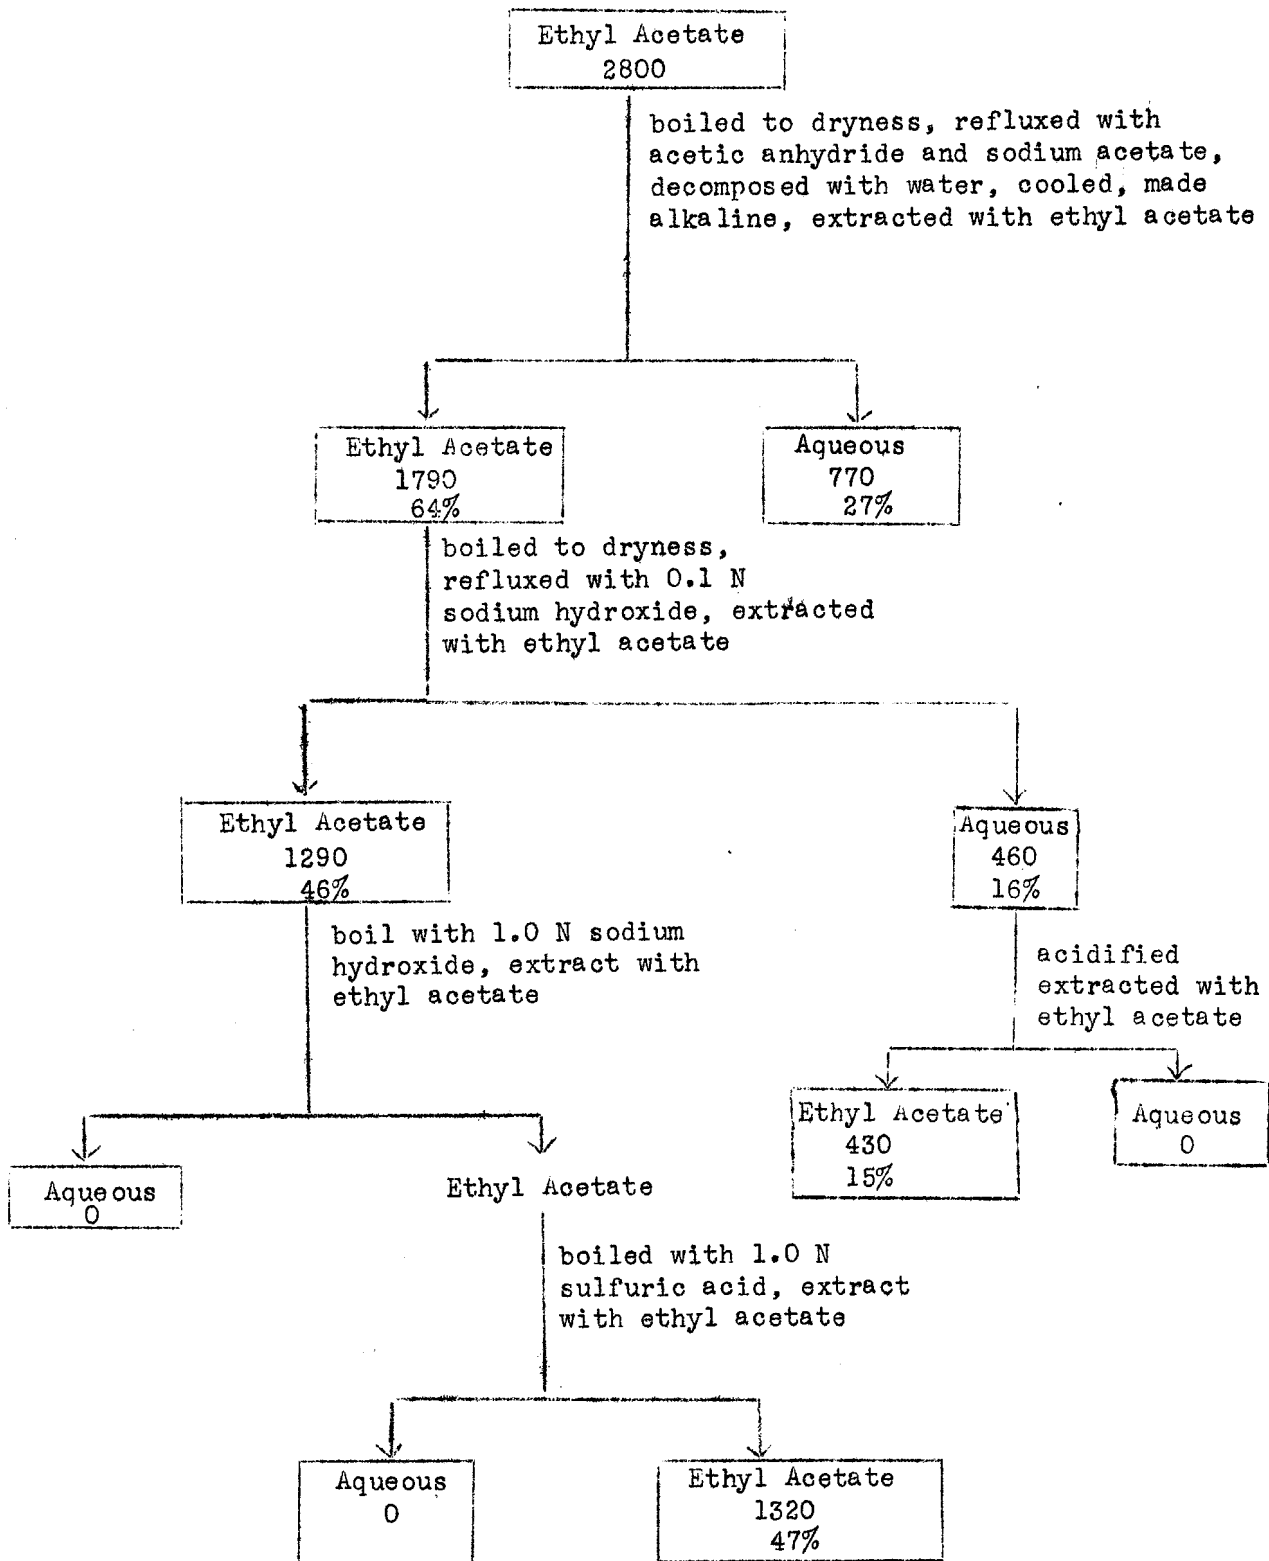 Ethyl Acetate
2800
boiled to dryness, refluxed with
acetic anhydride and sodium acetate,
decomposed with water, cooled, made
alkaline, extracted with ethyl acetate
Ethyl Acetate
1790
64%
Aqueous
770
27%
boiled to dryness,
refluxed with 0.1 N
sodium hydroxide, extracted
with ethyl acetate
Ethyl Acetate
1290
46%
Aqueous
460
16%
boil with 1.0 N sodium
hydroxide, extract with
ethyl acetate
acidified
extracted with
ethyl acetate
Ethyl Acetate
430
15%
Aqueous
0
Aqueous
0
Ethyl Acetate
boiled with 1.0 N
sulfuric acid, extract
with ethyl acetate
Aqueous
0
Ethyl Acetate
1320
47%